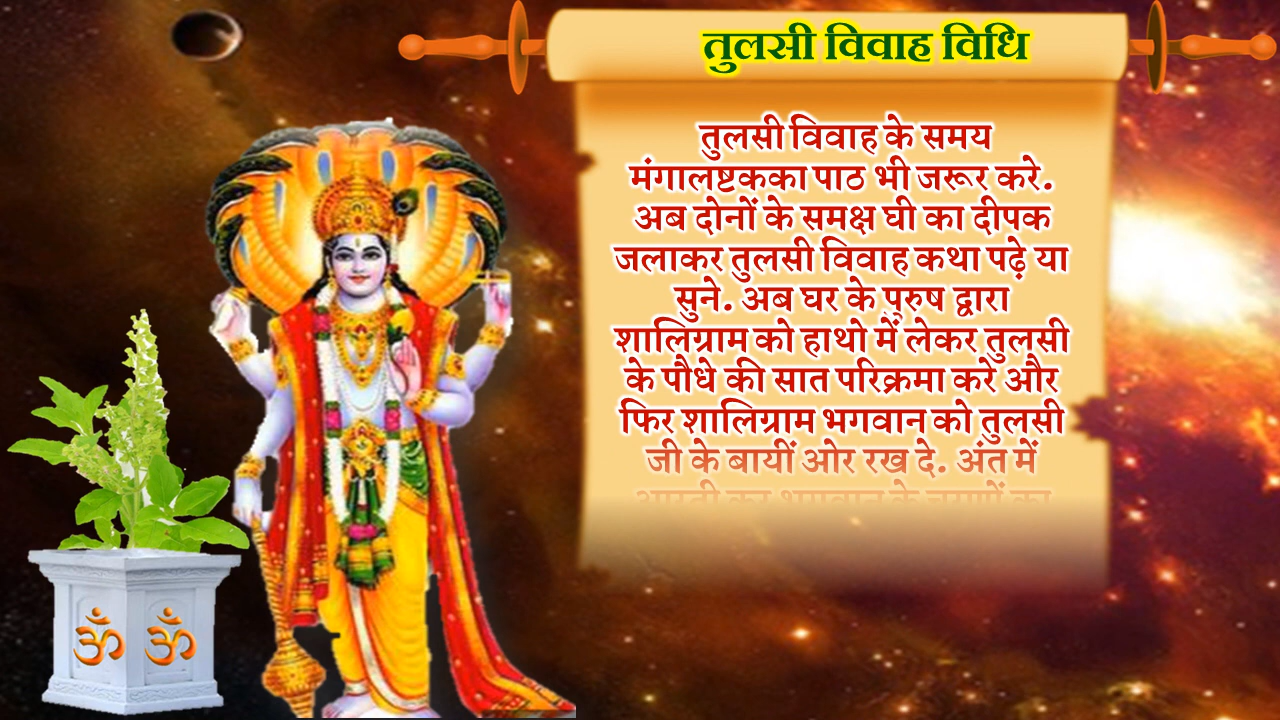 तुलसी विवाह विधि
तुलसी विवाह के समय
मंगालष्टकका पाठ भी जरूर करे.
अब दोनों के समक्ष घी का दीपक
जलाकर तुलसी विवाह कथा पढ़े या
सुने. अब घर के पुरुष द्वारा
शालिग्राम को हाथो में लेकर तुलसी
के पौधे की सात परिक्रमा करे और
फिर शालिग्राम भगवान को तुलसी
जी के बायीं ओर रख दे. अंत में
ॐ ॐ